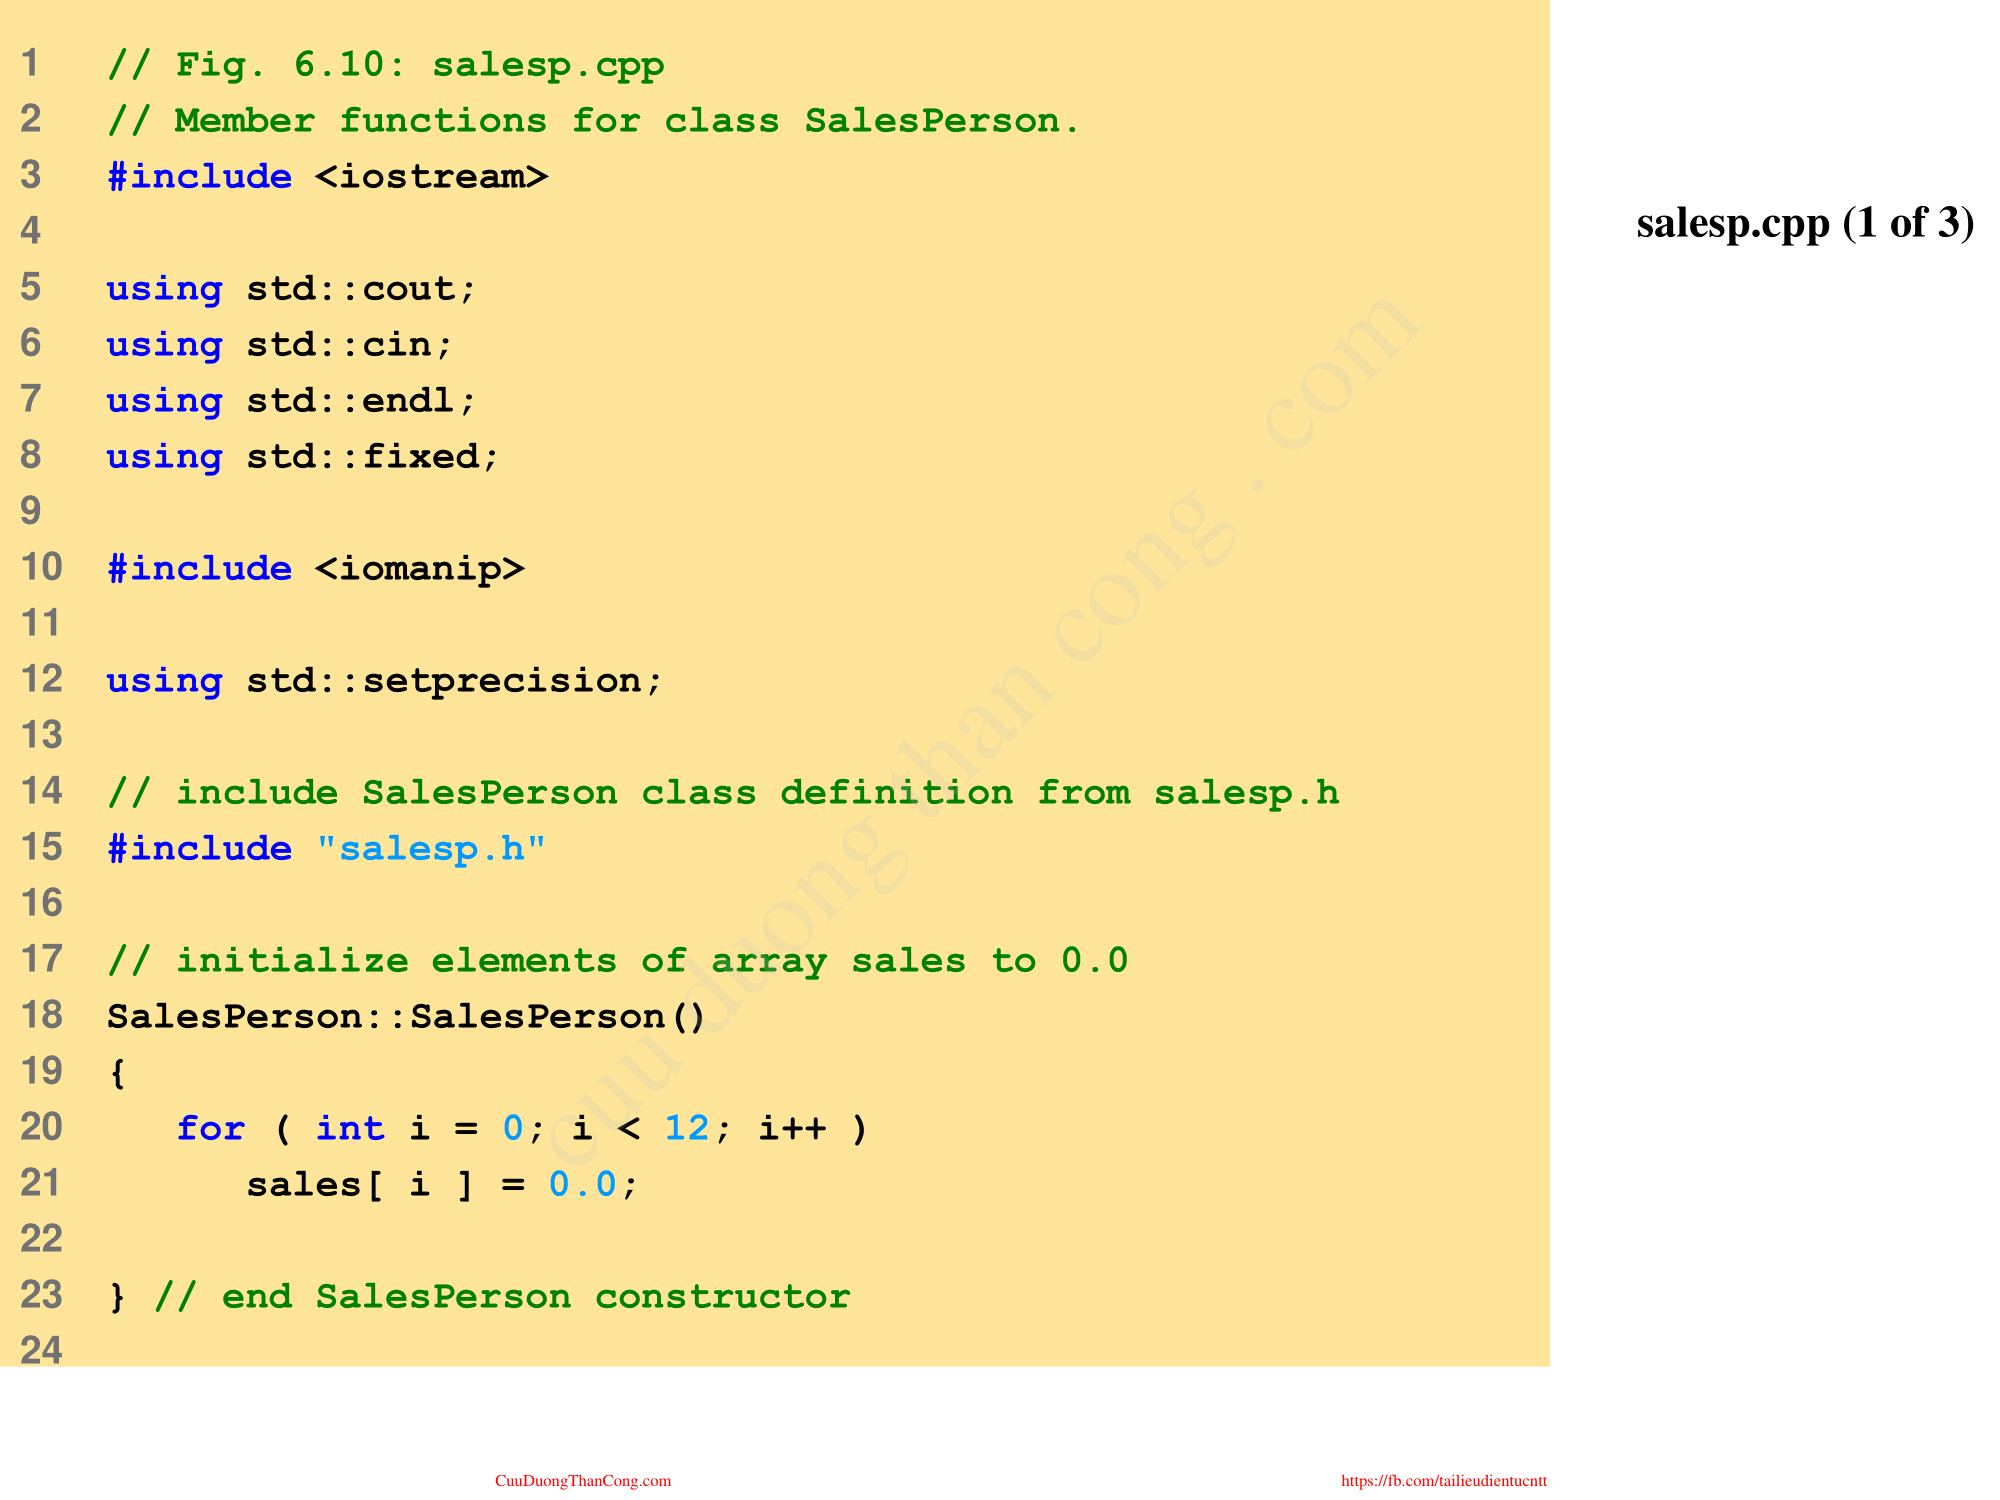 1 // Fig. 6.10: salesp.cpp
2 // Member functions for class SalesPerson.
3 #include <iostream>
4
5 using std::cout;
6 using std::cin;
7 using std::endl;
8 using std::fixed;
9
10 #include <iomanip>
11
12 using std::setprecision;
13
14 // include SalesPerson class definition from salesp.h
15 #include "salesp.h"
16
17 // initialize elements of array sales to 0.0
18 SalesPerson::SalesPerson()
19 {
20    for ( int i = 0; i < 12; i++ )
21       sales[ i ] = 0.0;
22
23 } // end SalesPerson constructor
24
salesp.cpp (1 of 3)
cuu duong than cong . com
CuuDuongThanCong.com
https://fb.com/tailieudientucntt